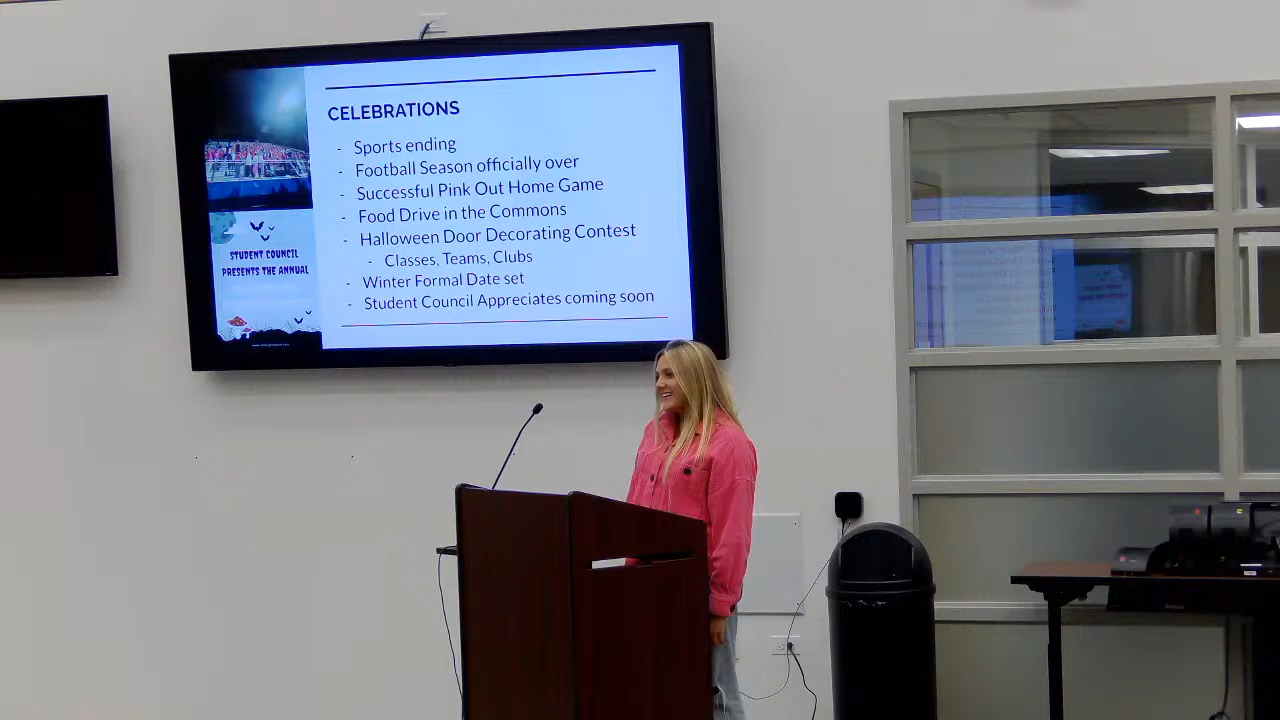 CELEBRATIONS
- Sports ending
- Football Season officially over
- Successful Pink Out Home Game
- Food Drive in the Commons
- Halloween Door Decorating Contest
- Classes, Teams, Clubs
- Winter Formal Date set
- Student Council Appreciates coming soon
STUDENT COUNCIL
PRESENTS THE ANNUAL